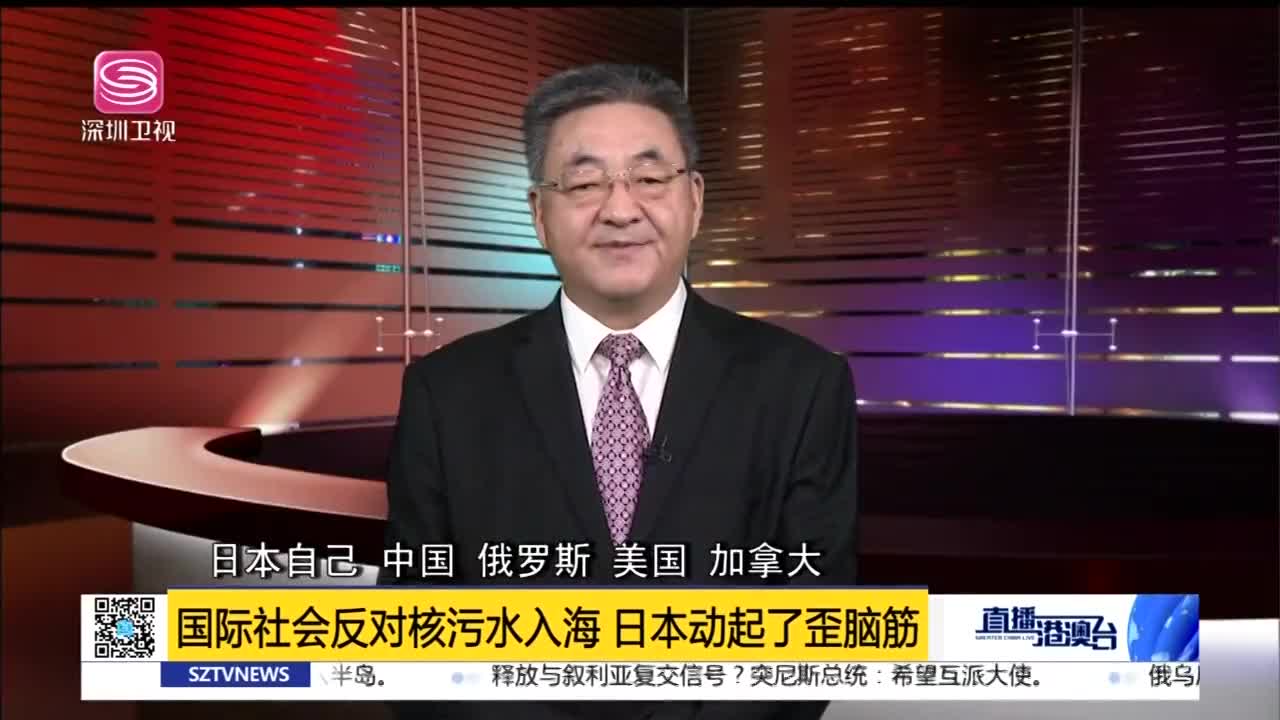 深圳卫视
日本自己 中国 俄罗斯 美国 加拿大
国际社会反对核污水入海 日本动起了歪脑筋
直播港澳台
GREATER CHINA LIVE
SZTVNEWS
半岛。 释放与叙利亚复交信号？突尼斯总统：希望互派大使。 俄乌